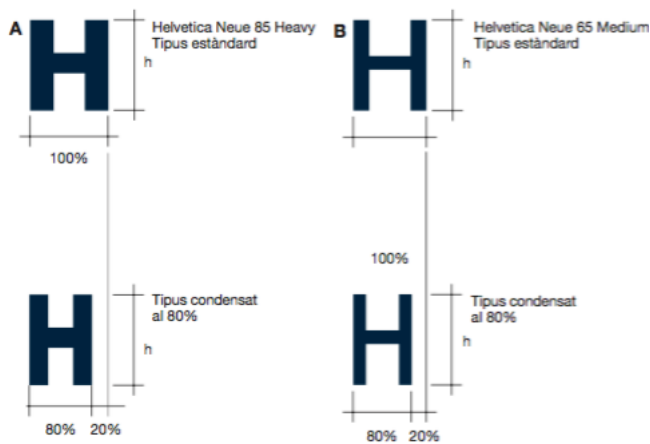 A
H
Helvetica Neue 85 Heavy
Tipus estàndard
h
100%
B
H
Helvetica Neue 65 Medium
Tipus estàndard
h
100%
H
Tipus condensat
al 80%
h
80%
20%
H
Tipus condensat
al 80%
h
80%
20%